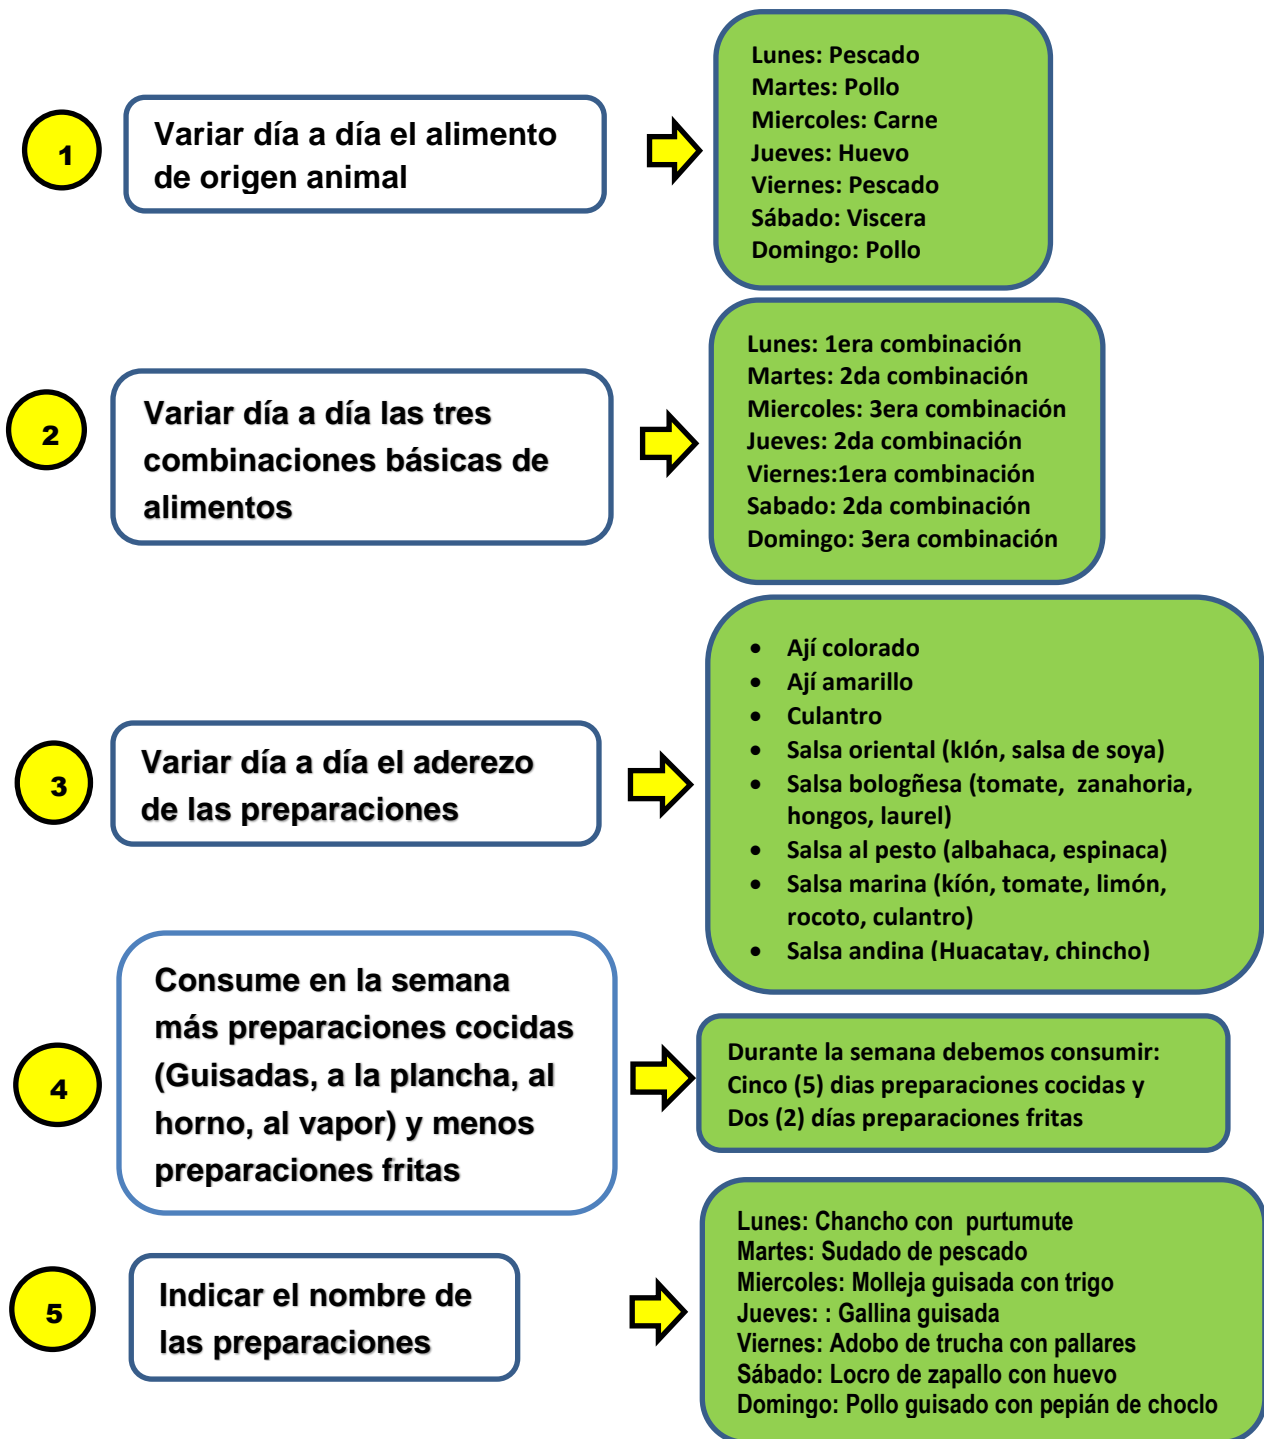 1
Variar día a día el alimento
de origen animal
Lunes: Pescado
Martes: Pollo
Miercoles: Carne
Jueves: Huevo
Viernes: Pescado
Sábado: Viscera
Domingo: Pollo
2
Variar día a día las tres
combinaciones básicas de
alimentos
Lunes: 1era combinación
Martes: 2da combinación
Miercoles: 3era combinación
Jueves: 2da combinación
Viernes:1era combinación
Sabado: 2da combinación
Domingo: 3era combinación
3
Variar día a día el aderezo
de las preparaciones
• Ají colorado
• Ají amarillo
• Culantro
• Salsa oriental (kIón, salsa de soya)
• Salsa bologñesa (tomate, zanahoria,
hongos, laurel)
• Salsa al pesto (albahaca, espinaca)
• Salsa marina (kíón, tomate, limón,
rocoto, culantro)
• Salsa andina (Huacatay, chincho)
4
Consume en la semana
más preparaciones cocidas
(Guisadas, a la plancha, al
horno, al vapor) y menos
preparaciones fritas
Durante la semana debemos consumir:
Cinco (5) dias preparaciones cocidas y
Dos (2) días preparaciones fritas
5
Indicar el nombre de
las preparaciones
Lunes: Chancho con purtumute
Martes: Sudado de pescado
Miercoles: Molleja guisada con trigo
Jueves: : Gallina guisada
Viernes: Adobo de trucha con pallares
Sábado: Locro de zapallo con huevo
Domingo: Pollo guisado con pepián de choclo